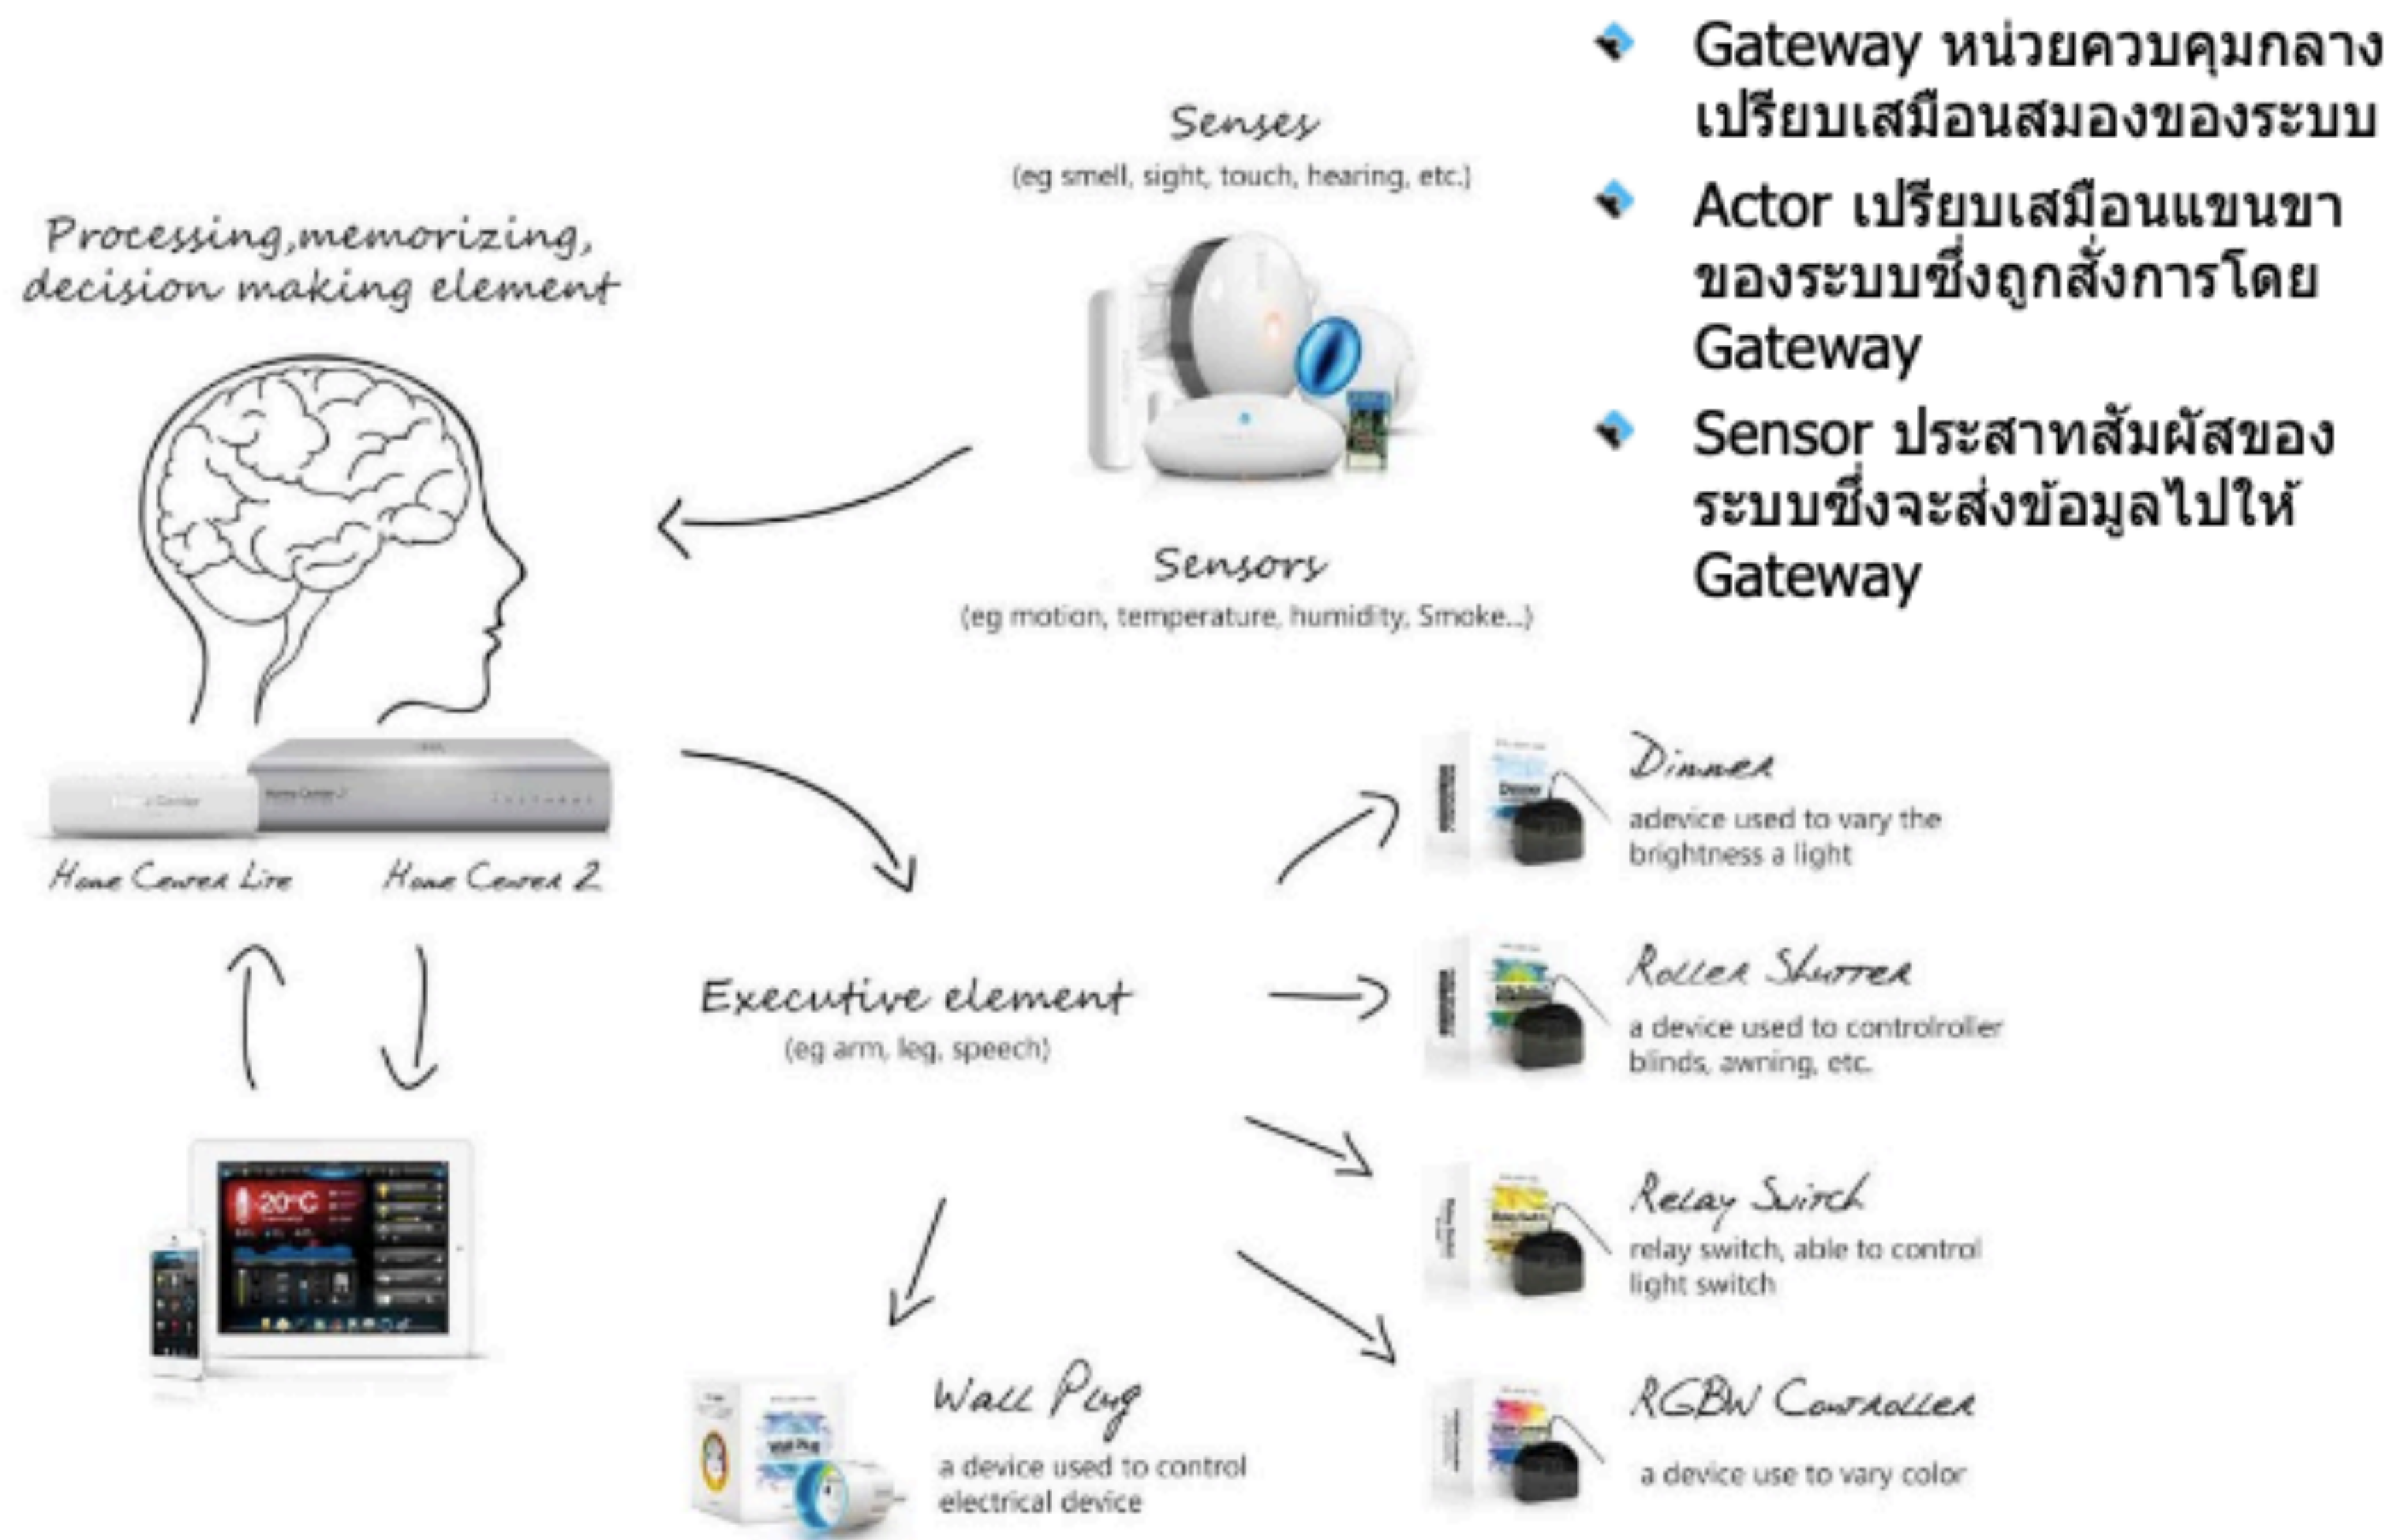 Gateway หน่วยควบคุมกลาง
เปรียบเสมือนสมองของระบบ
Actor เปรียบเสมือนแขนขา
ของระบบซึ่งถูกสั่งการโดย
Gateway
Sensor ประสาทสัมผัสของ
ระบบซึ่งจะส่งข้อมูลไปให้
Gateway
Senses
(eg smell, sight, touch, hearing, etc.)
Processing,memorizing,
decision making element
Sensors
(eg motion, temperature, humidity, Smoke...)
Home Center 2
Home Center Lite
Home Center 2
20°C
Executive element
(eg arm, leg, speech)
Dimmer
adevice used to vary the
brightness a light
Roller Shutter
a device used to controlroller
blinds, awning, etc.
Relay Switch
relay switch, able to control
light switch
RGBW Controller
a device use to vary color
Wall Plug
Wall Plug
a device used to control
electrical device